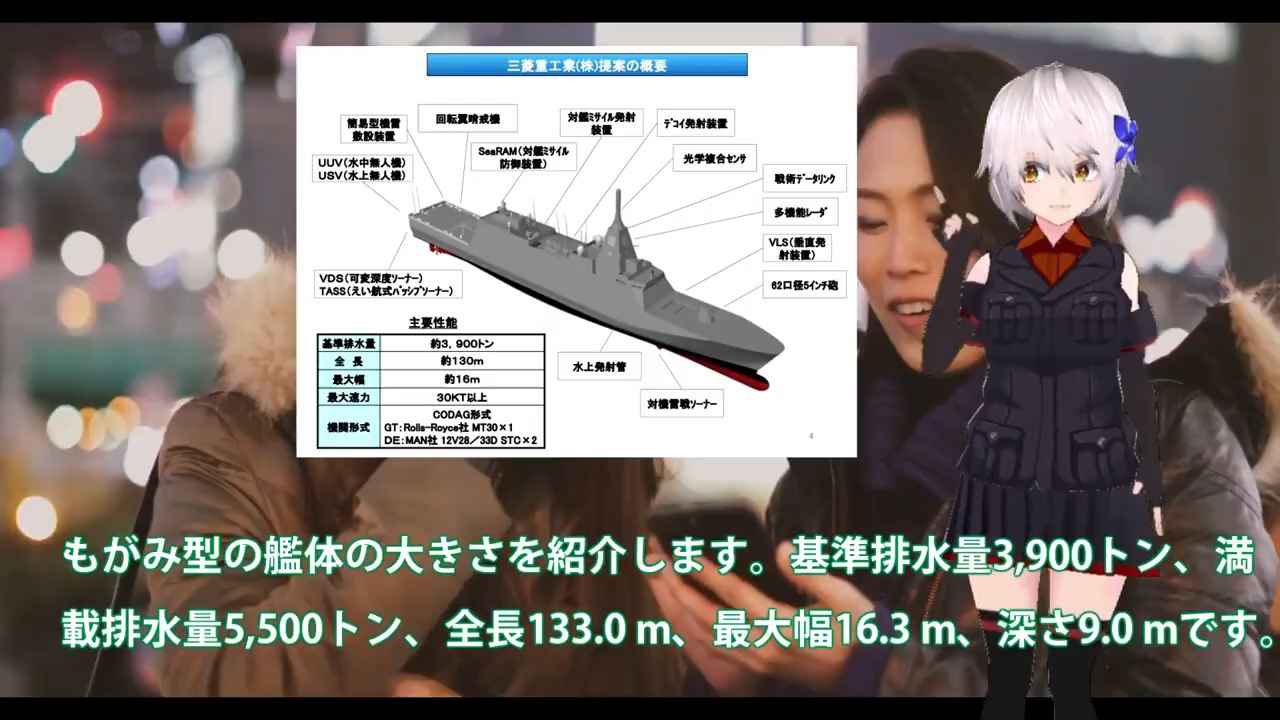 三菱重工業(株)提案の概要
簡易型機雷
敷設装置
回転翼哨戒機
対艦ﾐｻｲﾙ発射
装置
ﾃﾞｺｲ発射装置
UUV(水中無人機)
USV(水上無人機)
SeaRAM(対艦ﾐｻｲﾙ
防御装置)
光学複合ｾﾝｻ
戦術ﾃﾞｰﾀﾘﾝｸ
多機能ﾚｰﾀﾞ
VLS(垂直発
射装置)
62口径5ｲﾝﾁ砲
VDS(可変深度ｿｰﾅｰ)
TASS(えい航式ﾊﾟｯｼﾌﾞｿｰﾅｰ)
水上発射管
対機雷戦ｿｰﾅｰ
主要性能
基準排水量 約3,900ﾄﾝ
全 長 約130m
最大幅 約16m
最大速力 30KT以上
機関形式 CODAG形式
GT:Rolls-Royce社 MT30×1
DE:MAN社 12V28/33D STC×2
4
もがみ型の艦体の大きさを紹介します。基準排水量3,900トン、満
載排水量5,500トン、全長133.0 m、最大幅16.3 m、深さ9.0 mです。